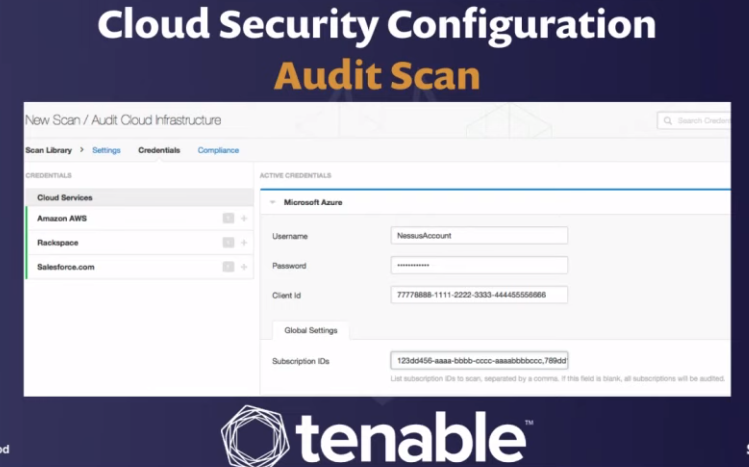 Cloud Security Configuration
Audit Scan
New Scan / Audit Cloud Infrastructure
Search Creden
Scan Library > Settings Credentials Compliance
CREDENTIALS
ACTIVE CREDENTIALS
Cloud Services
Microsoft Azure
Amazon AWS
Rackspace
Salesforce.com
Username NessusAccount
Password ••••••••••••
Client Id 77778888-1111-2222-3333-444455556666
Global Settings
Subscription IDs 123dd456-aaaa-bbbb-cccc-aaaabbbbccc,789dd
List subscription IDs to scan, separated by a comma. If this field is blank, all subscriptions will be audited.
tenable™